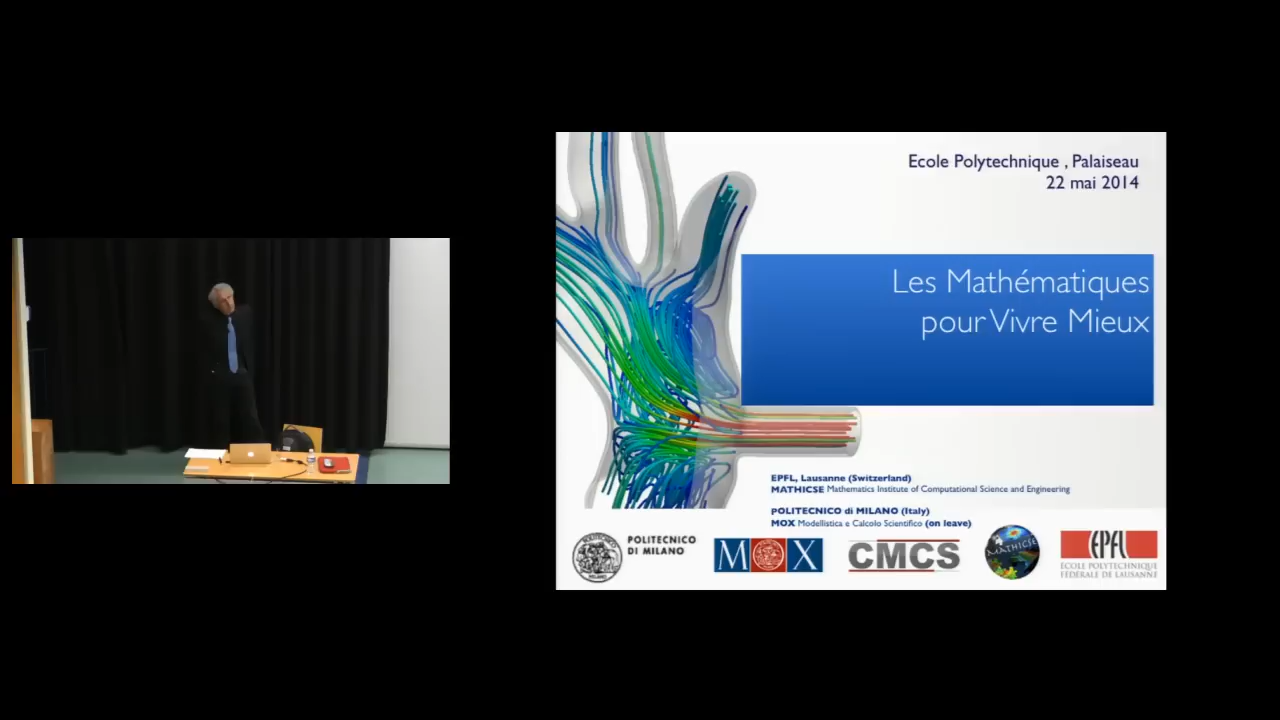 Ecole Polytechnique , Palaiseau
22 mai 2014
Les Mathématiques
pour Vivre Mieux
EPFL, Lausanne (Switzerland)
MATHICSE Mathematics Institute of Computational Science and Engineering
POLITECNICO di MILANO (Italy)
MOX Modellistica e Calcolo Scientifico (on leave)
POLITECNICO
DI MILANO
MOX
CMCS
MATHICSE
EPFL
ECOLE POLYTECHNIQUE
FÉDÉRALE DE LAUSANNE